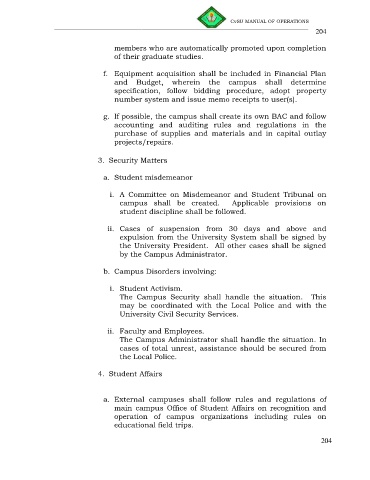 CvSU MANUAL OF OPERATIONS
204
members who are automatically promoted upon completion
of their graduate studies.
f. Equipment acquisition shall be included in Financial Plan
and Budget, wherein the campus shall determine
specification, follow bidding procedure, adopt property
number system and issue memo receipts to user(s).
g. If possible, the campus shall create its own BAC and follow
accounting and auditing rules and regulations in the
purchase of supplies and materials and in capital outlay
projects/repairs.
3. Security Matters
a. Student misdemeanor
i. A Committee on Misdemeanor and Student Tribunal on
campus shall be created. Applicable provisions on
student discipline shall be followed.
ii. Cases of suspension from 30 days and above and
expulsion from the University System shall be signed by
the University President. All other cases shall be signed
by the Campus Administrator.
b. Campus Disorders involving:
i. Student Activism.
The Campus Security shall handle the situation. This
may be coordinated with the Local Police and with the
University Civil Security Services.
ii. Faculty and Employees.
The Campus Administrator shall handle the situation. In
cases of total unrest, assistance should be secured from
the Local Police.
4. Student Affairs
a. External campuses shall follow rules and regulations of
main campus Office of Student Affairs on recognition and
operation of campus organizations including rules on
educational field trips.
204